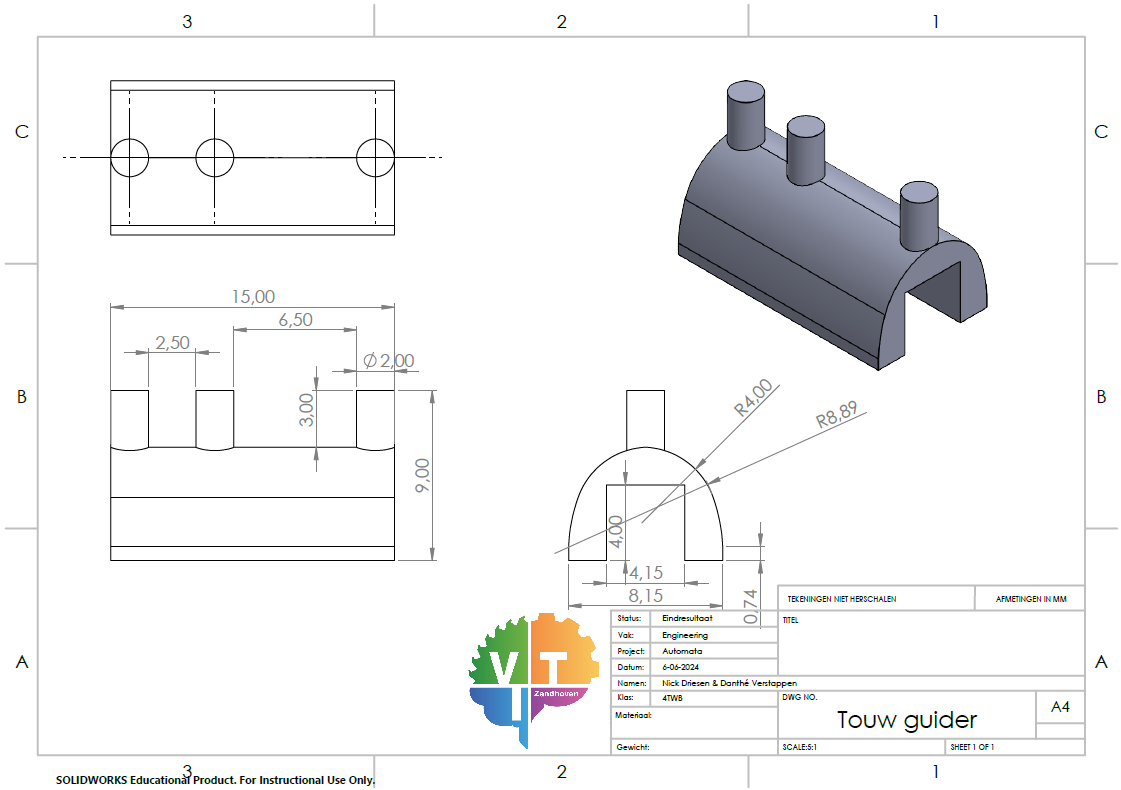 3 2 1
C C
15,00
6,50
2,50
Ø2,00
3,00
9,00
B B
R4,00
R8,89
4,00
4,15
8,15
0,74
TEKENINGEN NIET HERSCHALEN AFMETINGEN IN MM
Status: Eindresultaat TITEL
Vak: Engineering
Project: Automata
Datum: 6-06-2024
Namen: Nick Driesen & Danthé Verstappen
Klas: 4TWB DWG NO.
Materiaal: Touw guider A4
Gewicht: SCALE:5:1 SHEET 1 OF 1
VITI
Zandhoven
A A
3 2 1
SOLIDWORKS Educational Product. For Instructional Use Only.